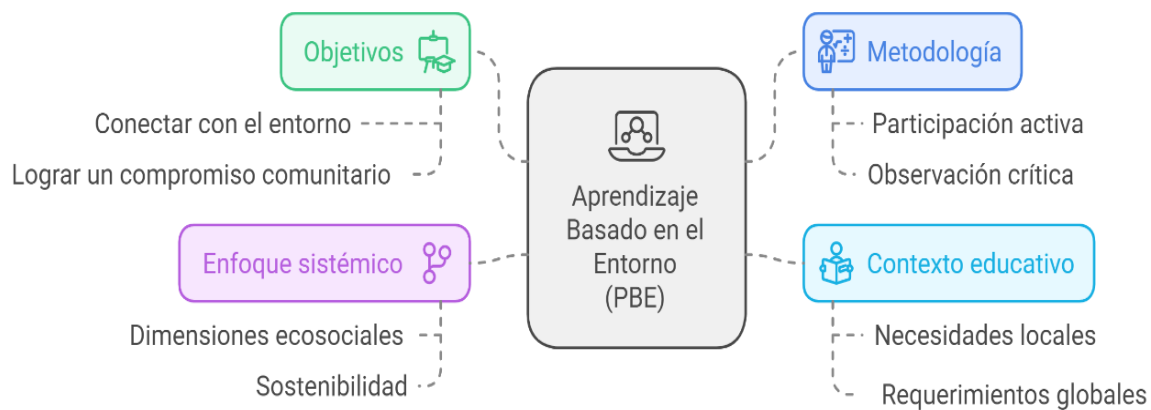 Objetivos
Conectar con el entorno
Lograr un compromiso comunitario
Enfoque sistémico
Dimensiones ecosociales
Sostenibilidad
Aprendizaje
Basado en el
Entorno
(PBE)
Metodología
Participación activa
Observación crítica
Contexto educativo
Necesidades locales
Requerimientos globales